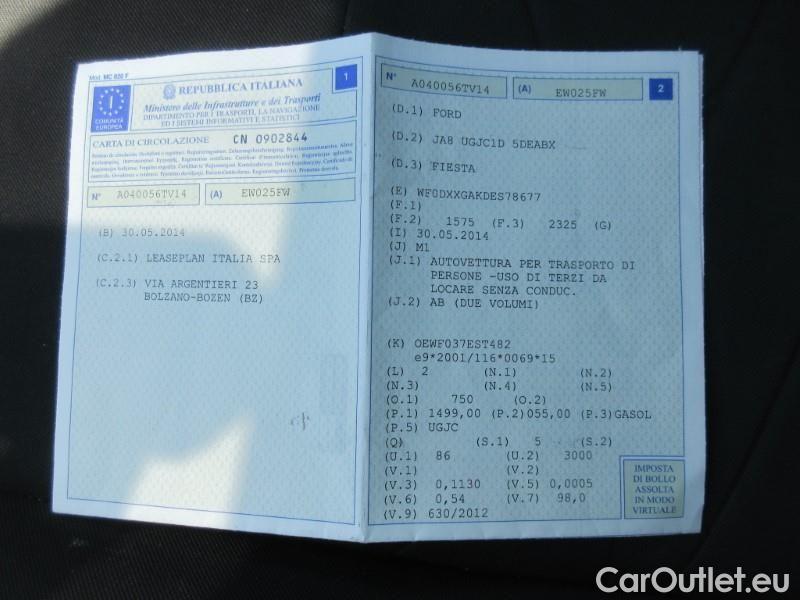 Mod. MC 820 F
1
REPUBBLICA ITALIANA
Ministero delle Infrastrutture e dei Trasporti
DIPARTIMENTO PER I TRASPORTI, LA NAVIGAZIONE
ED I SISTEMI INFORMATIVI E STATISTICI
I
COMUNITÀ
EUROPEA
CARTA DI CIRCOLAZIONE CN 0902844
N° A040056TV14 (A) EW025FW
(B) 30.05.2014
(C.2.1) LEASEPLAN ITALIA SPA
(C.2.3) VIA ARGENTIERI 23
BOLZANO-BOZEN (BZ)
N° A040056TV14 (A) EW025FW 2
(D.1) FORD
(D.2) JA8 UGJC1D 5DEABX
(D.3) FIESTA
(E) WF0DXXGAKDES78677
(F.1)
(F.2) 1575 (F.3) 2325 (G)
(I) 30.05.2014
(J) M1
(J.1) AUTOVETTURA PER TRASPORTO DI
PERSONE -USO DI TERZI DA
LOCARE SENZA CONDUC.
(J.2) AB (DUE VOLUMI)
(K) OEWF037EST482
e9*2001/116*0069*15
(L) 2 (N.1) (N.2)
(N.3) (N.4) (N.5)
(O.1) 750 (O.2)
(P.1) 1499,00 (P.2)055,00 (P.3)GASOL
(P.5) UGJC
(Q) (S.1) 5 (S.2)
(U.1) 86 (U.2) 3000
(V.1) (V.2)
(V.3) 0,1130 (V.5) 0,0005
(V.6) 0,54 (V.7) 98,0
(V.9) 630/2012
IMPOSTA
DI BOLLO
ASSOLTA
IN MODO
VIRTUALE
CarOutlet.eu